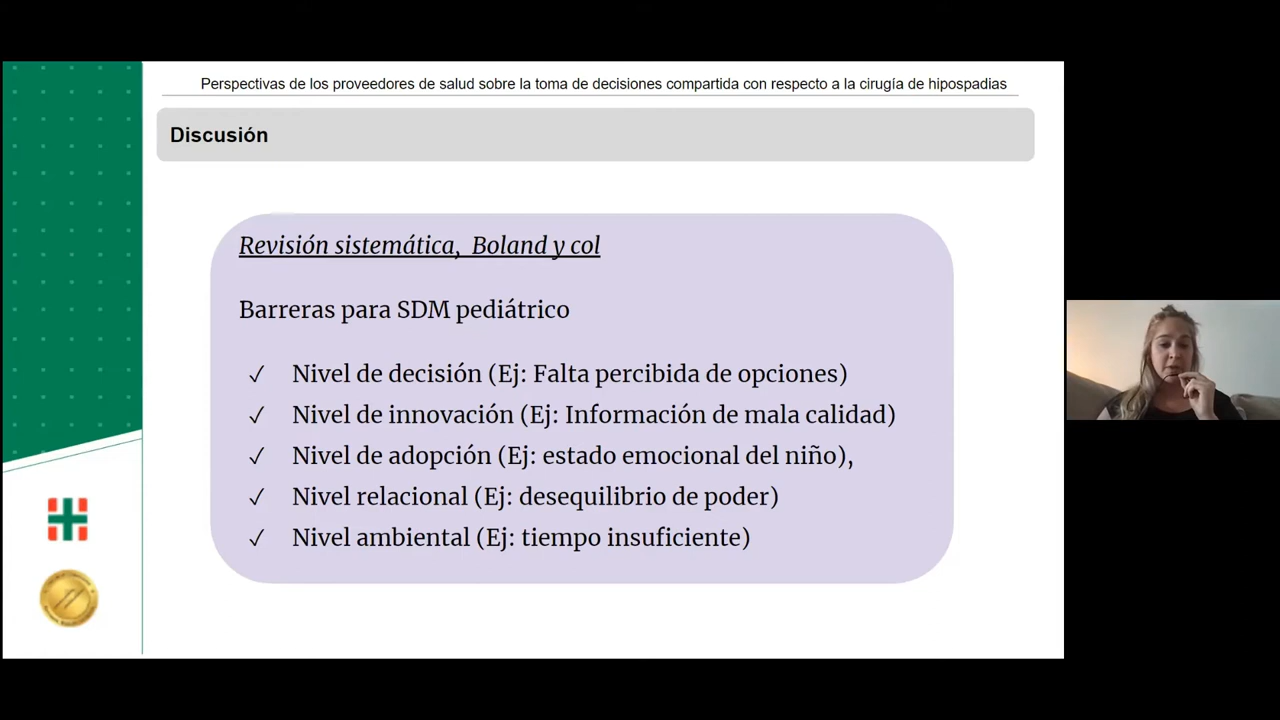 Perspectivas de los proveedores de salud sobre la toma de decisiones compartida con respecto a la cirugía de hipospadias
Discusión
Revisión sistemática, Boland y col
Barreras para SDM pediátrico
✓ Nivel de decisión (Ej: Falta percibida de opciones)
✓ Nivel de innovación (Ej: Información de mala calidad)
✓ Nivel de adopción (Ej: estado emocional del niño),
✓ Nivel relacional (Ej: desequilibrio de poder)
✓ Nivel ambiental (Ej: tiempo insuficiente)